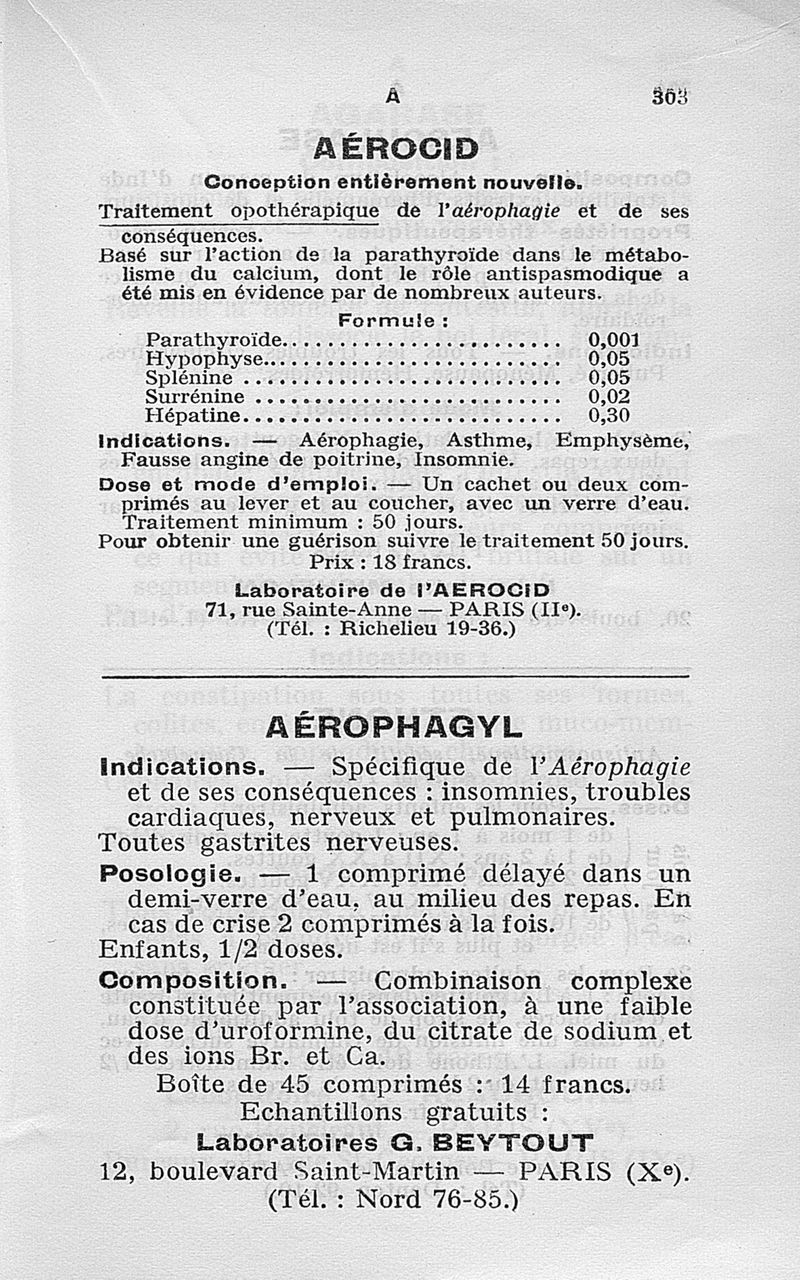 A 303
AÉROCID
Conception entièrement nouvelle.
Traitement opothérapique de l'aérophagie et de ses
conséquences.
Basé sur l'action de la parathyroïde dans le métabo-
lisme du calcium, dont le rôle antispasmodique a
été mis en évidence par de nombreux auteurs.
Formule :
Parathyroïde........................ 0,001
Hypophyse.......................... 0,05
Splénine ........................... 0,05
Surrénine .......................... 0,02
Hépatine........................... 0,30
Indications. — Aérophagie, Asthme, Emphysème,
Fausse angine de poitrine, Insomnie.
Dose et mode d'emploi. — Un cachet ou deux com-
primés au lever et au coucher, avec un verre d'eau.
Traitement minimum : 50 jours.
Pour obtenir une guérison suivre le traitement 50 jours.
Prix : 18 francs.
Laboratoire de l'AEROCID
71, rue Sainte-Anne — PARIS (IIe).
(Tél. : Richelieu 19-36.)
AÉROPHAGYL
Indications. — Spécifique de l'Aérophagie
et de ses conséquences : insomnies, troubles
cardiaques, nerveux et pulmonaires.
Toutes gastrites nerveuses.
Posologie. — 1 comprimé délayé dans un
demi-verre d'eau, au milieu des repas. En
cas de crise 2 comprimés à la fois.
Enfants, 1/2 doses.
Composition. — Combinaison complexe
constituée par l'association, à une faible
dose d'uroformine, du citrate de sodium et
des ions Br. et Ca.
Boîte de 45 comprimés : 14 francs.
Echantillons gratuits :
Laboratoires G. BEYTOUT
12, boulevard Saint-Martin — PARIS (Xe).
(Tél. : Nord 76-85.)